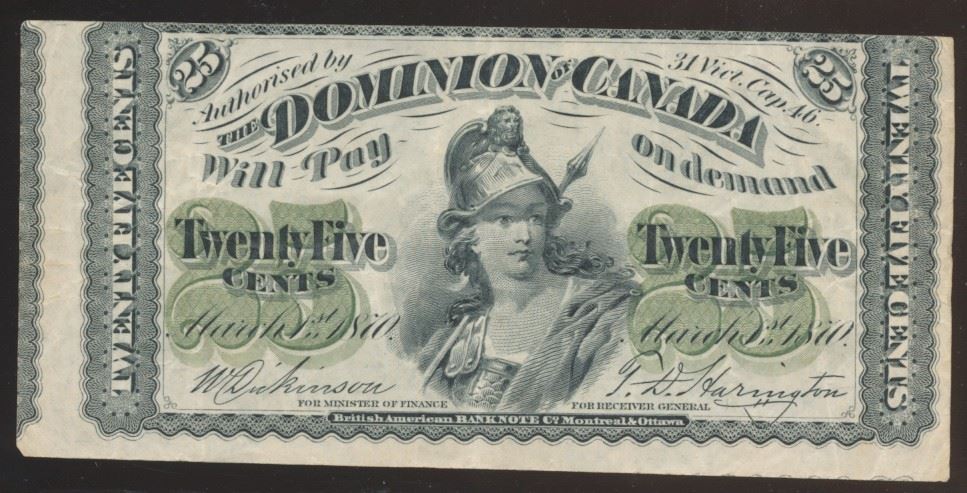 25 25
Authorised by 31 Vict. Cap. 46.
THE DOMINION OF CANADA
Will Pay on demand
25 25
Twenty Five Twenty Five
CENTS CENTS
March 1st, 1870. March 1st, 1870.
W Dickinson T. D. Harington
FOR MINISTER OF FINANCE FOR RECEIVER GENERAL
British American BANK NOTE Co. Montreal & Ottawa
TWENTY FIVE CENTS
TWENTY FIVE CENTS